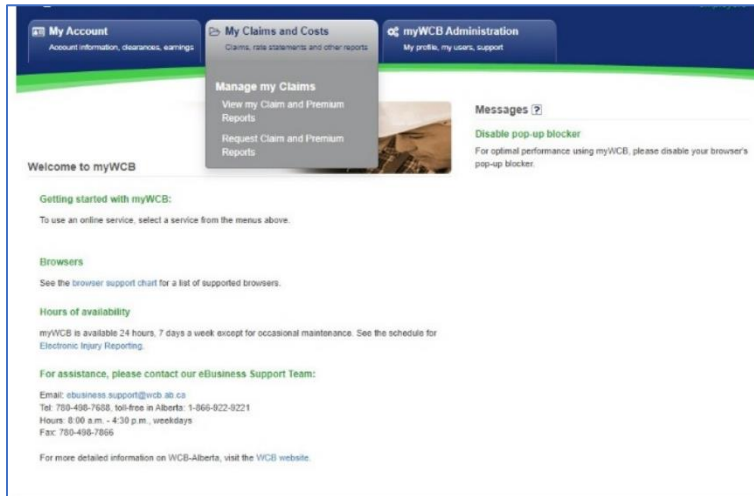 My Account
Account information, clearances, earnings
My Claims and Costs
Claims, rate statements and other reports
myWCB Administration
My profile, my users, support
Manage my Claims
View my Claim and Premium
Reports
Request Claim and Premium
Reports
Messages ?
Disable pop-up blocker
For optimal performance using myWCB, please disable your browser's
pop-up blocker.
Welcome to myWCB
Getting started with myWCB:
To use an online service, select a service from the menus above.
Browsers
See the browser support chart for a list of supported browsers.
Hours of availability
myWCB is available 24 hours, 7 days a week except for occasional maintenance. See the schedule for
Electronic Injury Reporting.
For assistance, please contact our eBusiness Support Team:
Email: ebusiness.support@wcb.ab.ca
Tel: 780-498-7688, toll-free in Alberta: 1-866-922-9221
Hours: 8:00 a.m. - 4:30 p.m., weekdays
Fax: 780-498-7866
For more detailed information on WCB-Alberta, visit the WCB website.